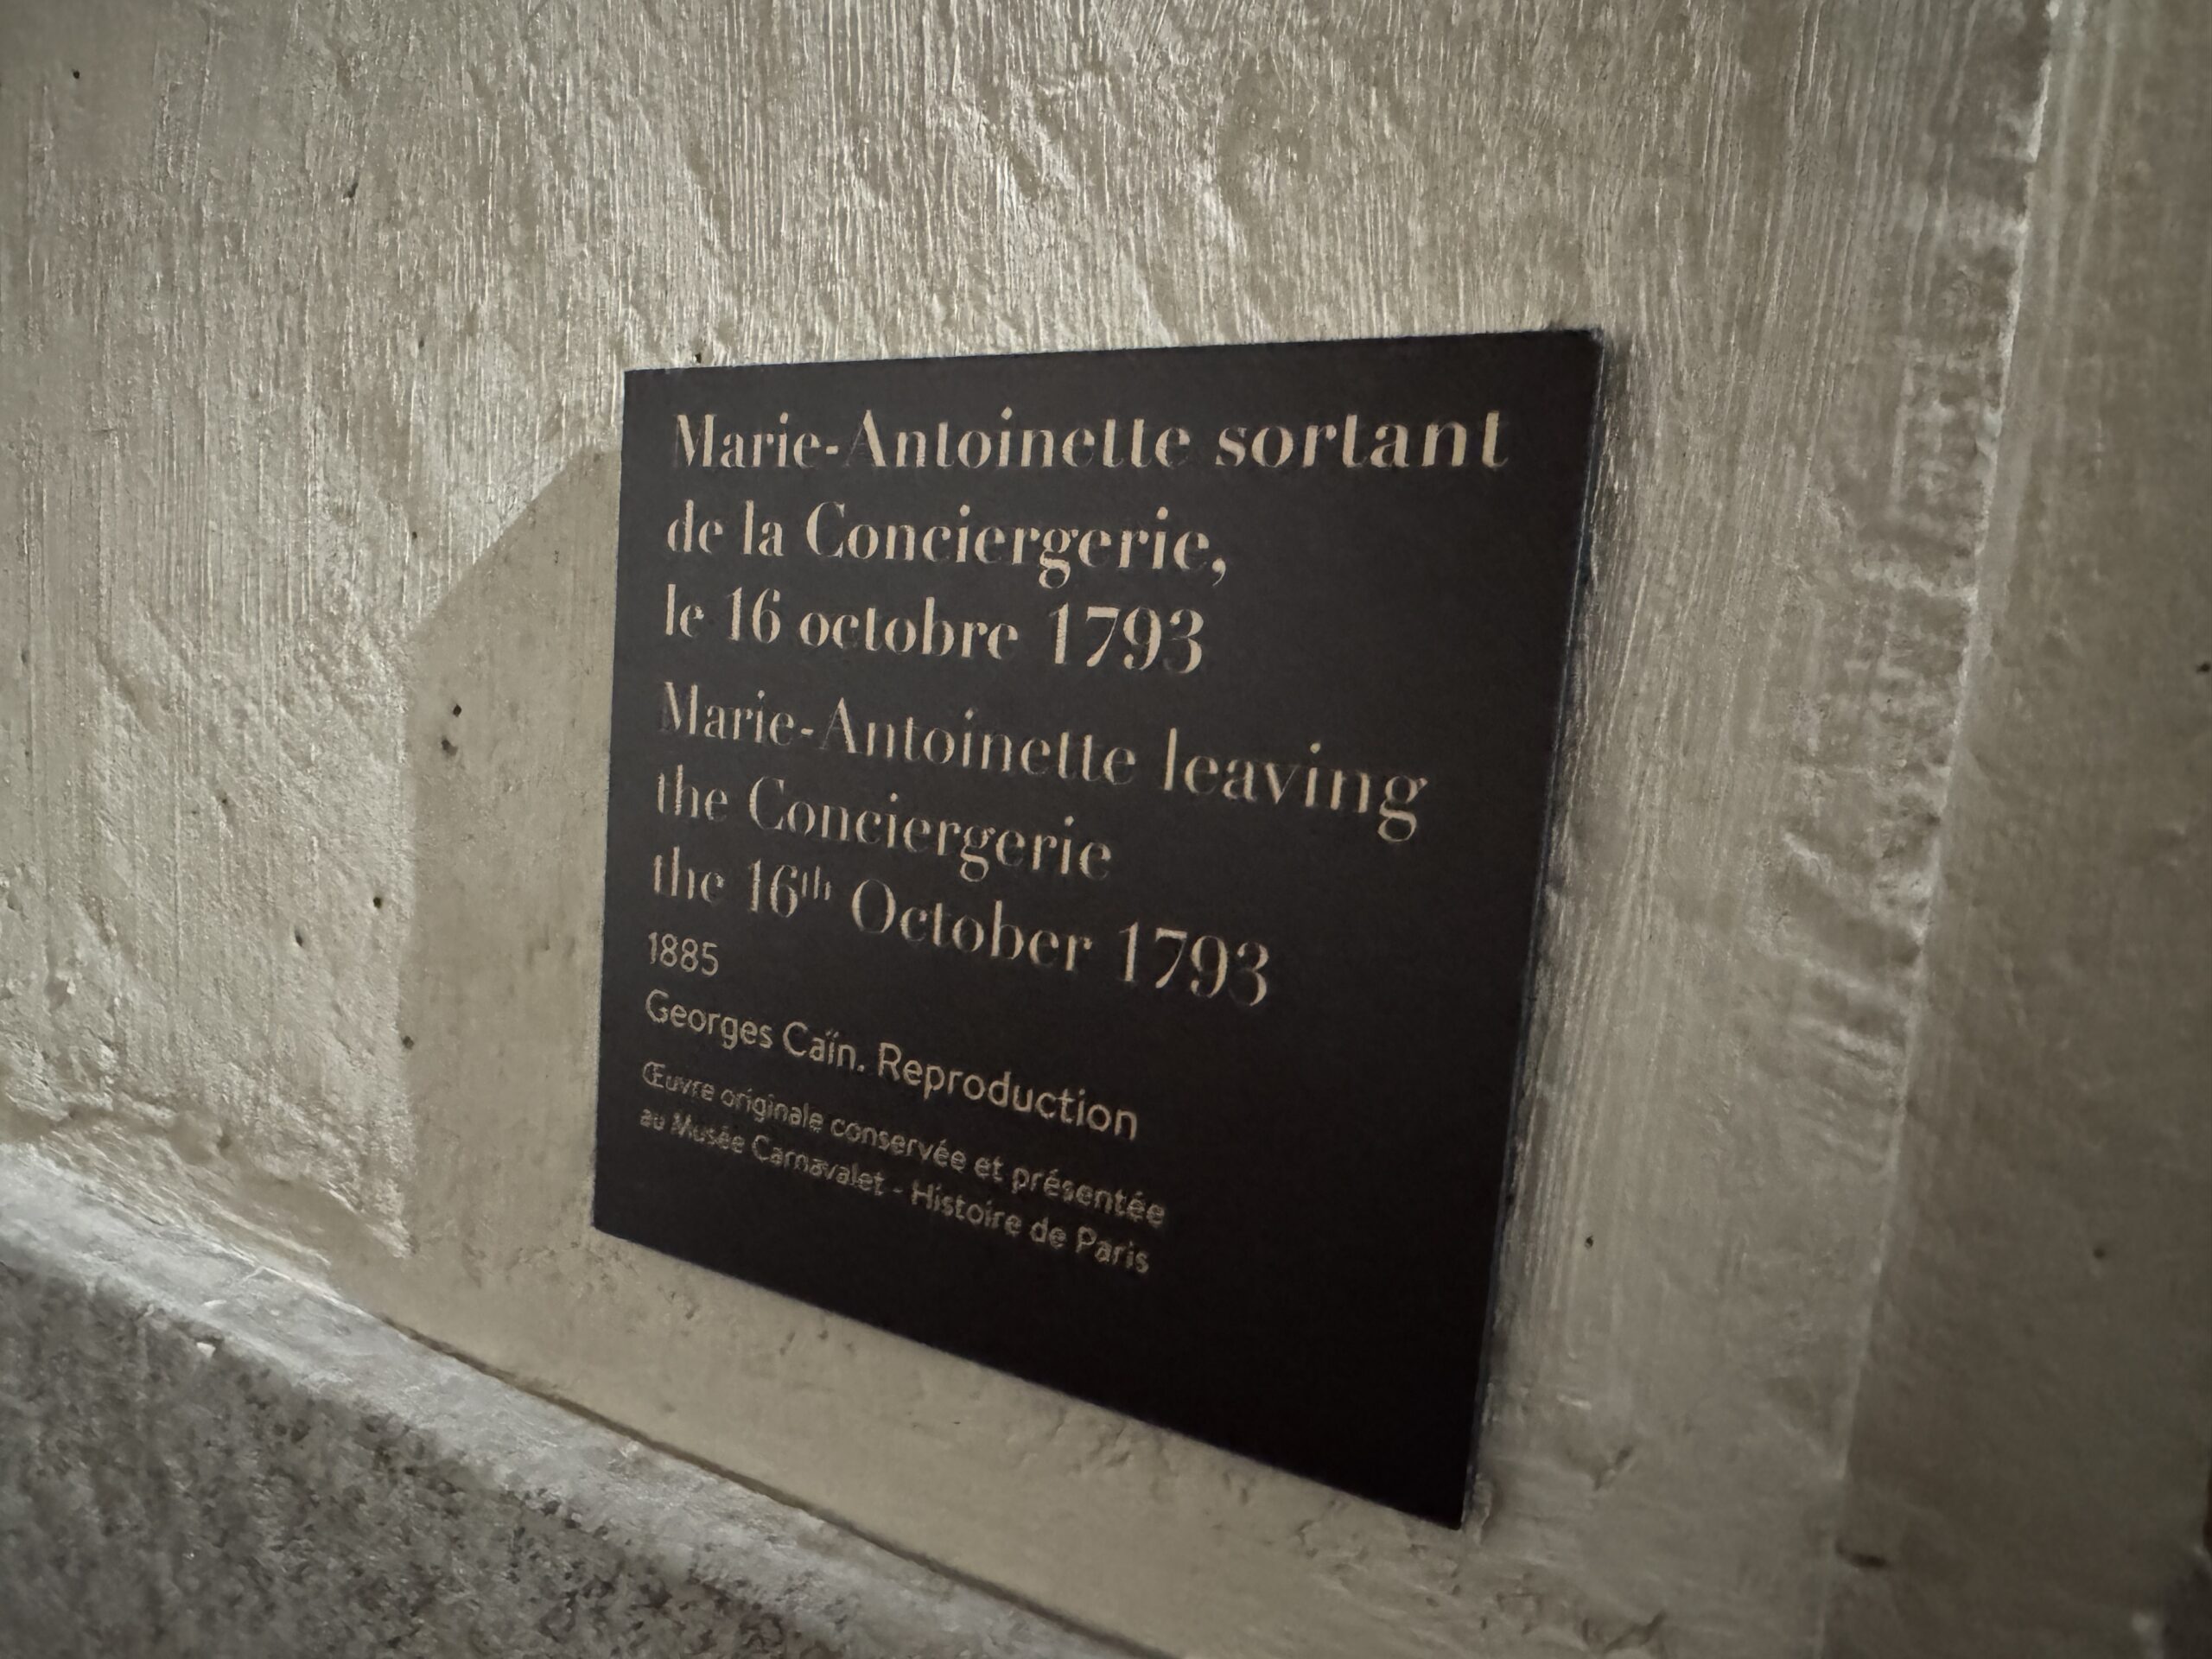 Marie-Antoinette sortant
de la Conciergerie,
le 16 octobre 1793
Marie-Antoinette leaving
the Conciergerie
the 16th October 1793
1885
Georges Caïn. Reproduction
Œuvre originale conservée et présentée
au Musée Carnavalet - Histoire de Paris